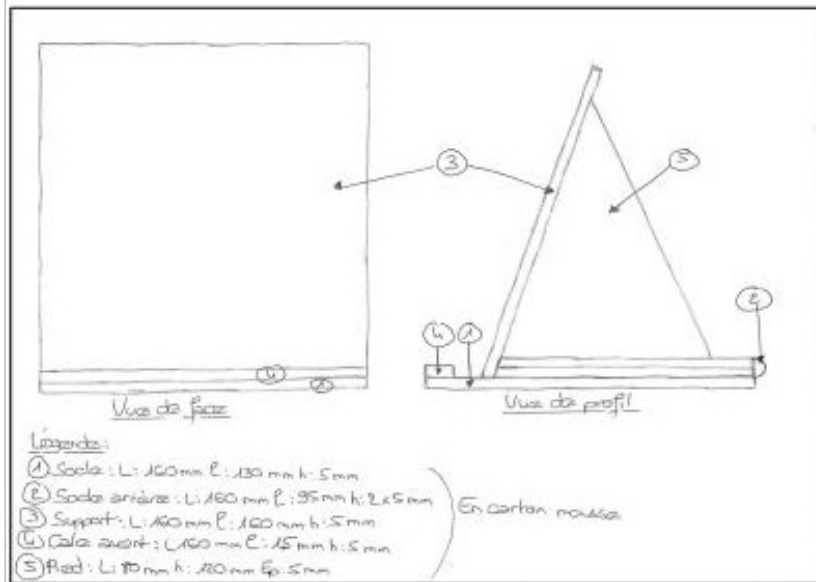 3
5
2
4
1
4
1
Vue de face
Vue de profil
Légende:
① Socle : L : 160 mm l : 130 mm h : 5 mm
② Socle arrière : L : 160 mm l : 95 mm h : 2x5 mm
③ Support : L : 160 mm l : 160 mm h : 5 mm
④ Cale avant : L 160 mm l : 15 mm h : 5 mm
⑤ Pied : L : 80 mm h : 120 mm Ep : 5 mm
En carton mousse